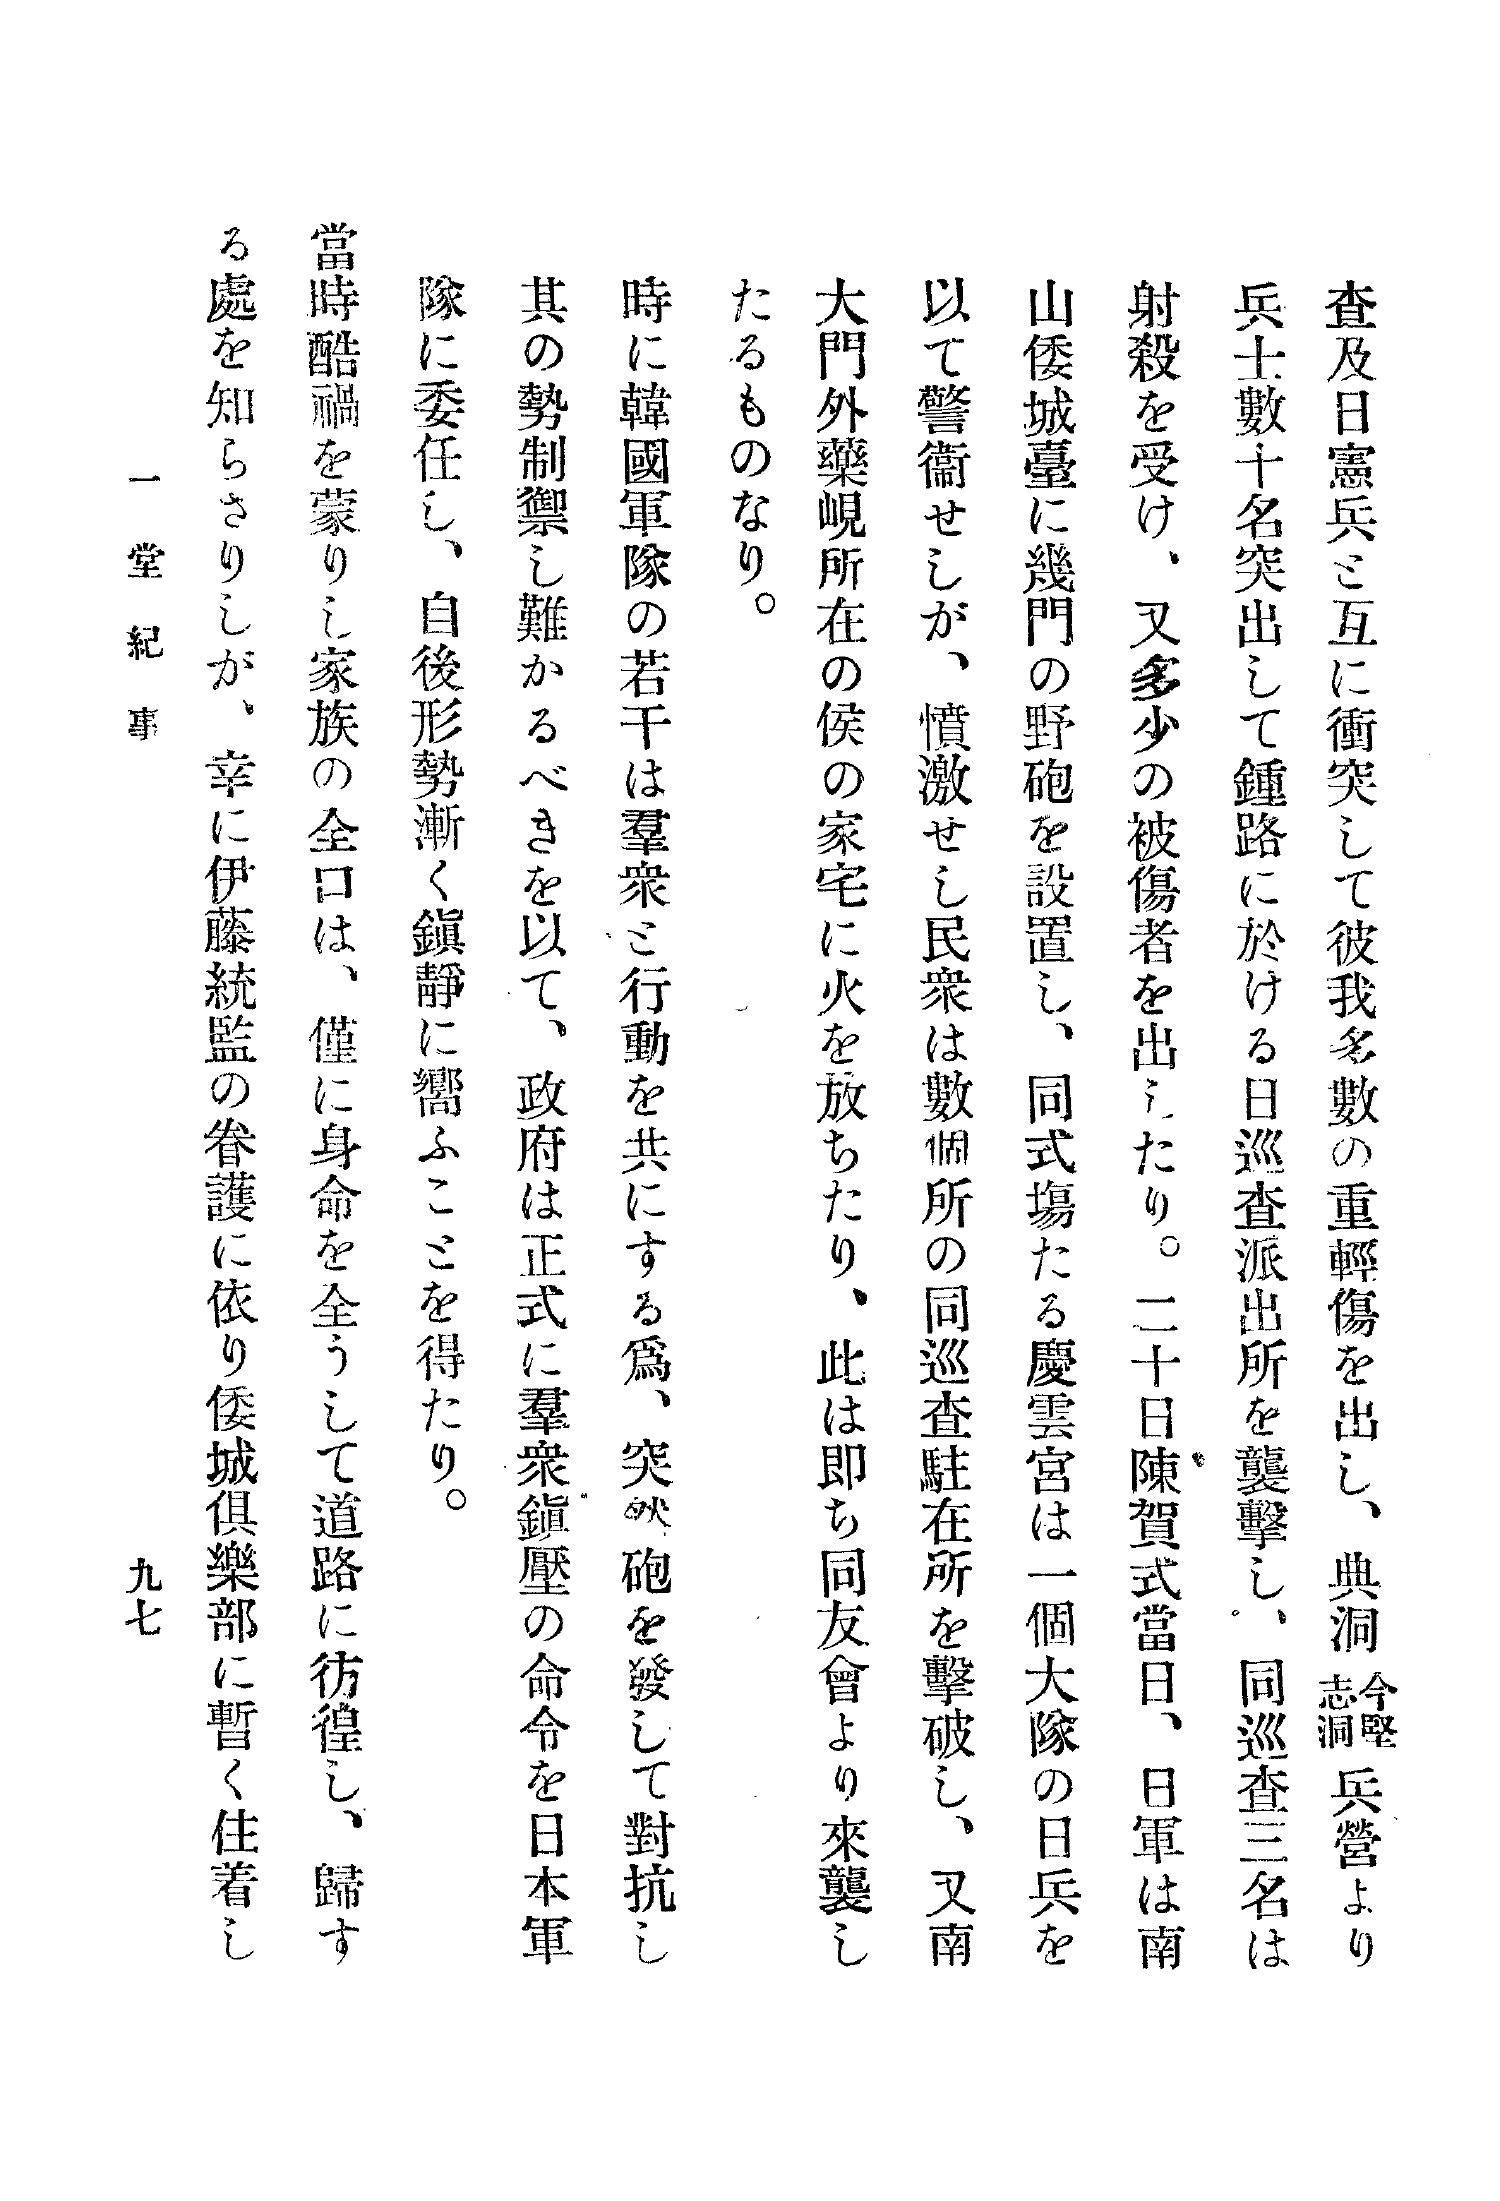 査及日憲兵と互に衝突して彼我多數の重輕傷を出し、典洞今堅志洞兵營より
兵士數十名突出して鍾路に於ける日巡査派出所を襲擊し、同巡査三名は
射殺を受け、又多少の被傷者を出したり。二十日陳賀式當日、日軍は南
山倭城臺に幾門の野砲を設置し、同式塲たる慶雲宮は一個大隊の日兵を
以て警衞せしが、憤激せし民衆は數個所の同巡査駐在所を擊破し、又南
大門外藥峴所在の侯の家宅に火を放ちたり、此は即ち同友會より來襲し
たるものなり。
時に韓國軍隊の若干は羣衆と行動を共にする爲、突然砲を發して對抗し
其の勢制禦し難かるべきを以て、政府は正式に羣衆鎭壓の命令を日本軍
隊に委任し、自後形勢漸く鎭靜に嚮ふことを得たり。
當時酷禍を蒙りし家族の全口は、僅に身命を全うして道路に彷徨し、歸す
る處を知らさりしが、幸に伊藤統監の眷護に依り倭城俱樂部に暫く住着し
一堂紀事
九七